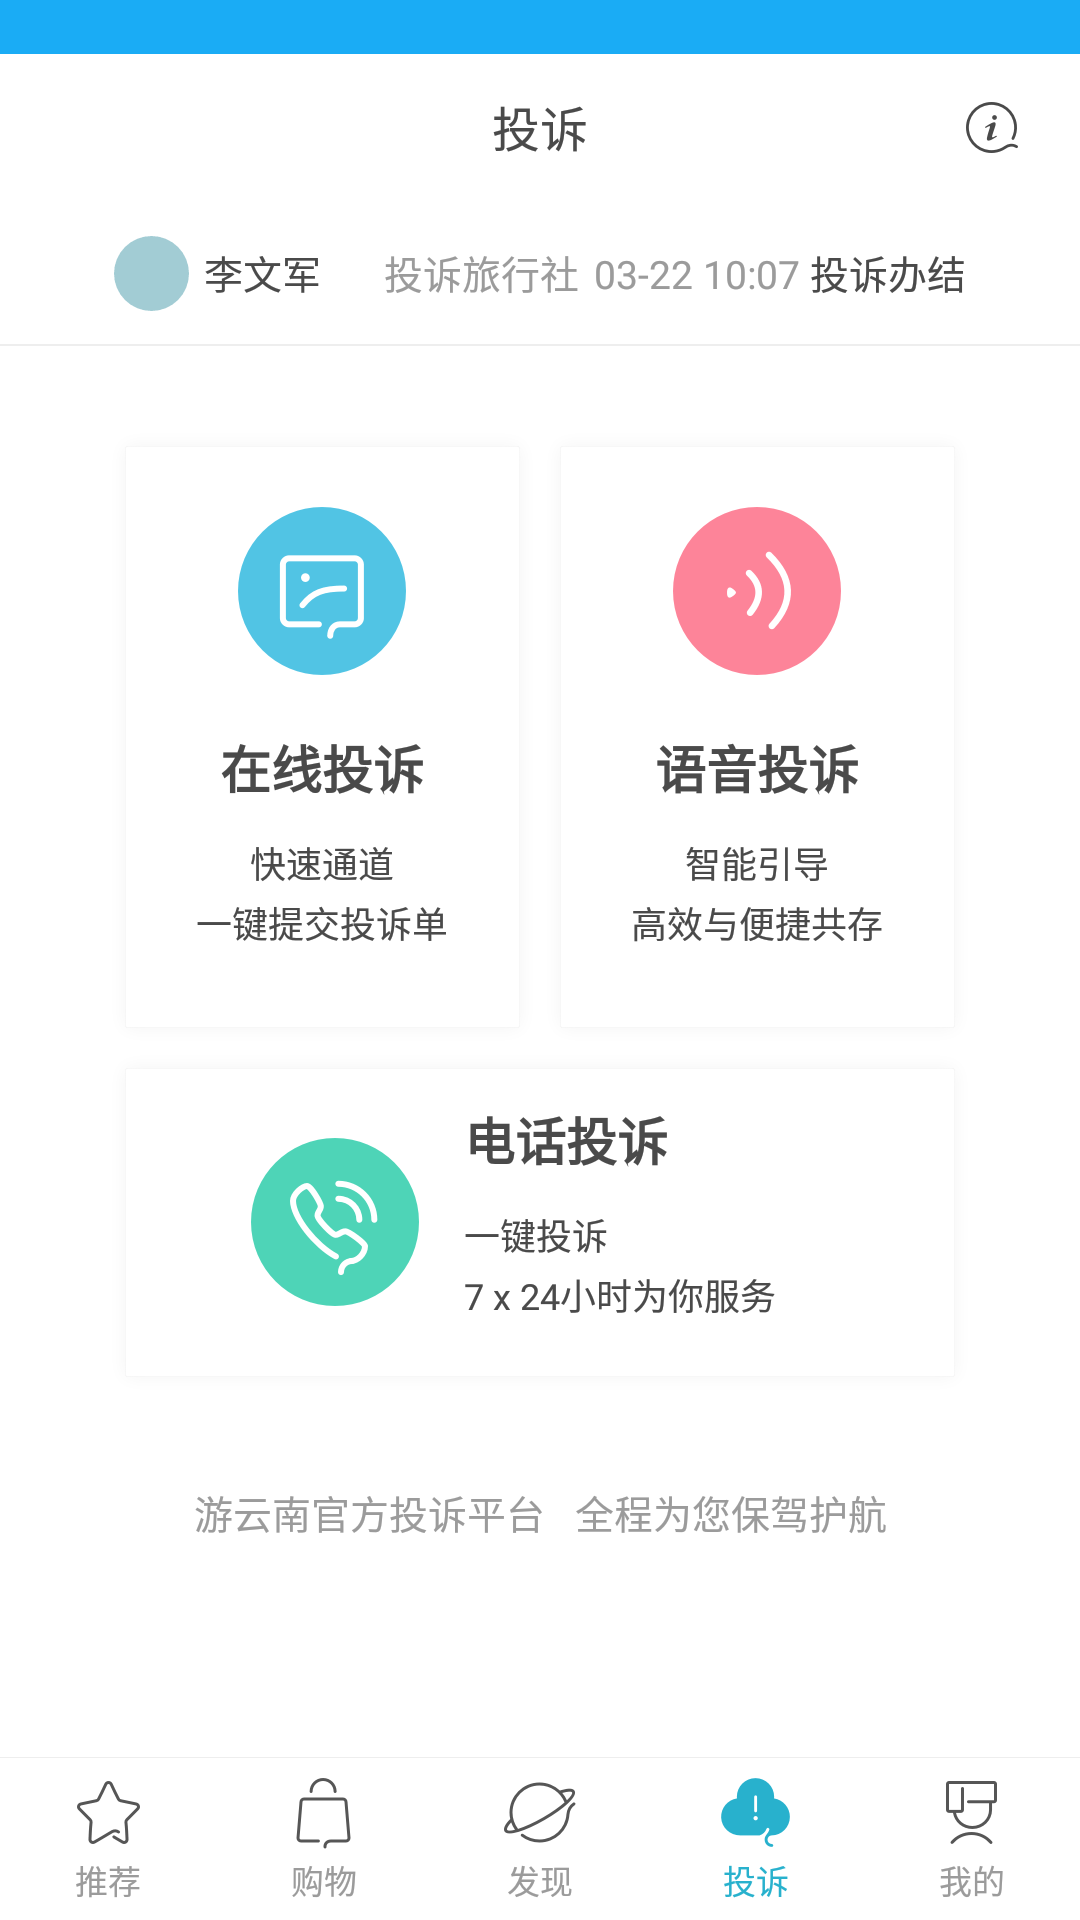 投诉
李文军 投诉旅行社 03-22 10:07 投诉办结
在线投诉
快速通道
一键提交投诉单
语音投诉
智能引导
高效与便捷共存
电话投诉
一键投诉
7 x 24小时为你服务
游云南官方投诉平台 全程为您保驾护航
推荐 购物 发现 投诉 我的